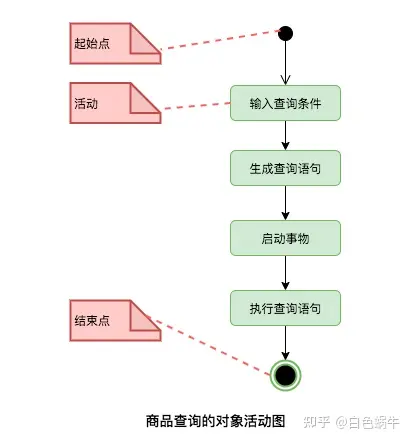 起始点
活动
输入查询条件
生成查询语句
启动事物
执行查询语句
结束点
商品查询的对象活动图
知乎 @白色蜗牛